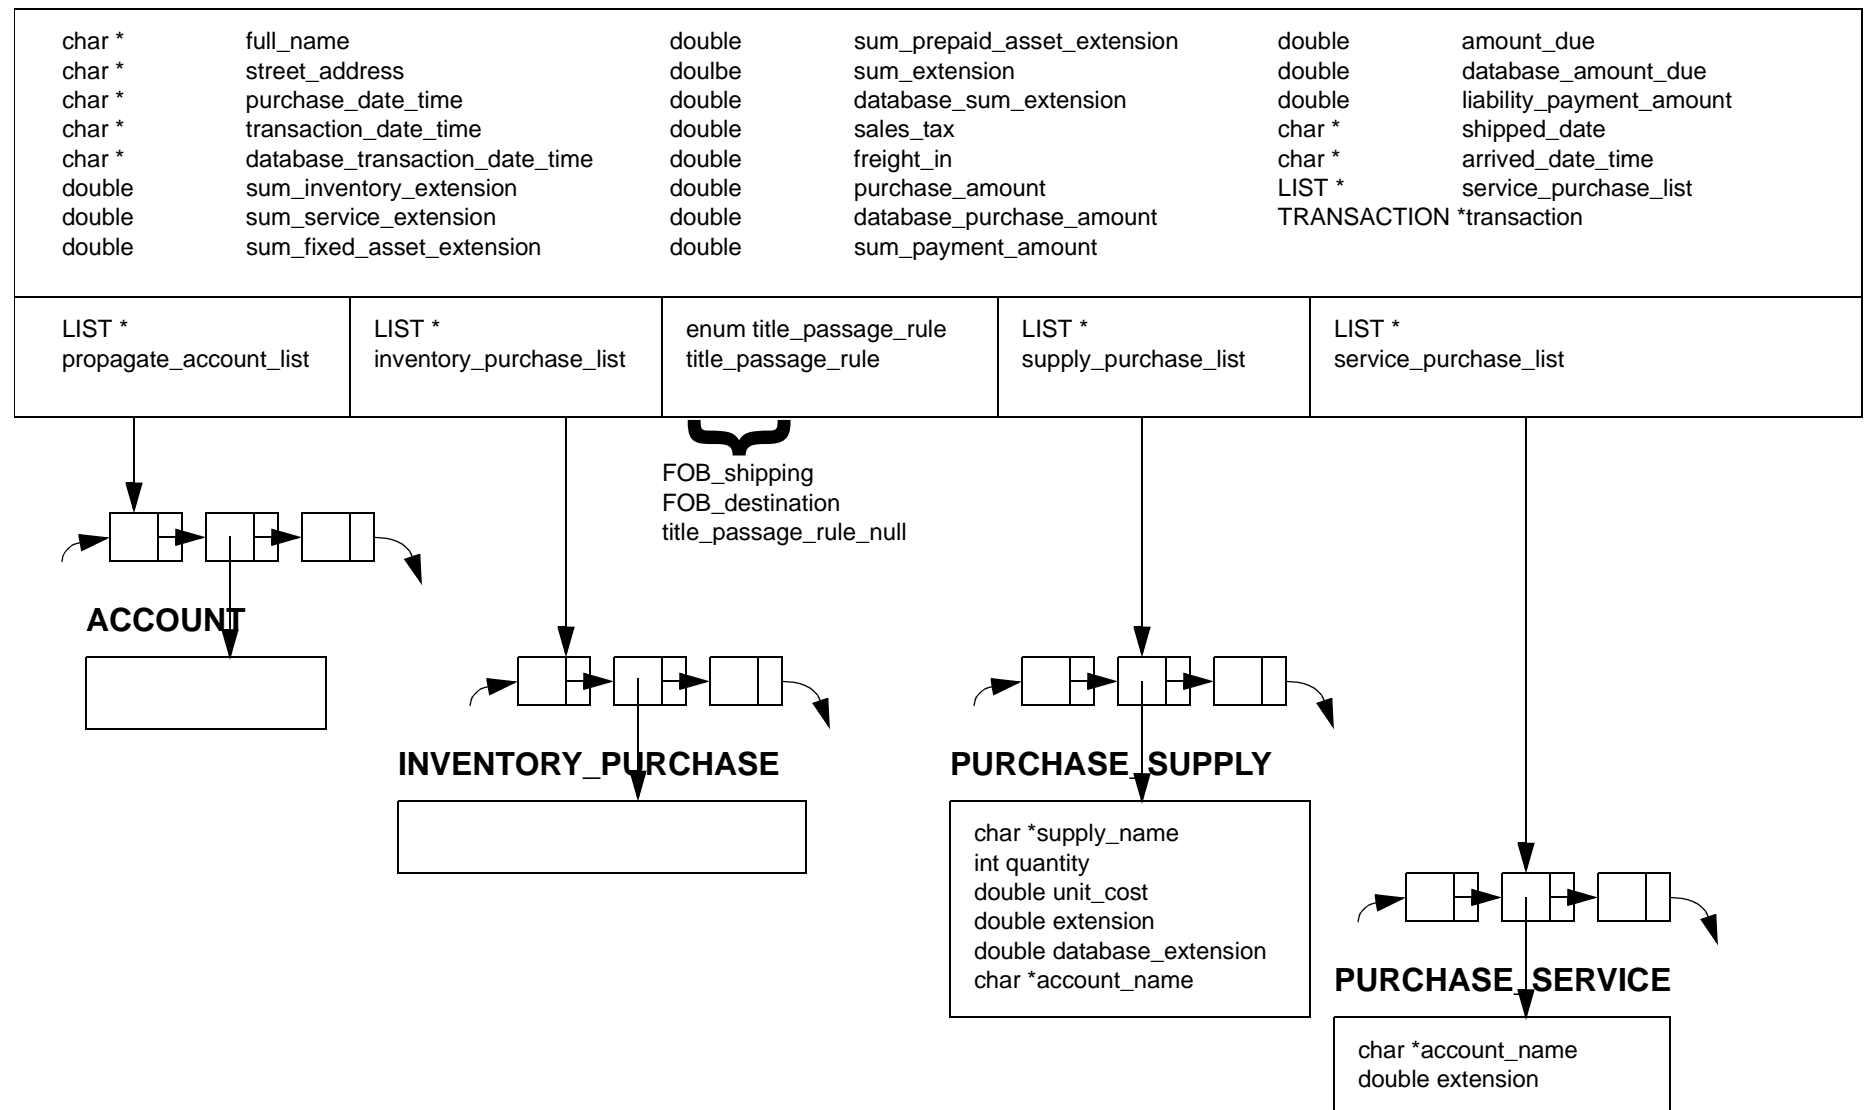 char * full_name double sum_prepaid_asset_extension double amount_due
char * street_address doulbe sum_extension double database_amount_due
char * purchase_date_time double database_sum_extension double liability_payment_amount
char * transaction_date_time double sales_tax char * shipped_date
char * database_transaction_date_time double freight_in char * arrived_date_time
double sum_inventory_extension double purchase_amount LIST * service_purchase_list
double sum_service_extension double database_purchase_amount TRANSACTION *transaction
double sum_fixed_asset_extension double sum_payment_amount
LIST *
propagate_account_list
LIST *
inventory_purchase_list
enum title_passage_rule
title_passage_rule
LIST *
supply_purchase_list
LIST *
service_purchase_list
FOB_shipping
FOB_destination
title_passage_rule_null
ACCOUNT
INVENTORY_PURCHASE
PURCHASE_SUPPLY
char *supply_name
int quantity
double unit_cost
double extension
double database_extension
char *account_name
PURCHASE_SERVICE
char *account_name
double extension